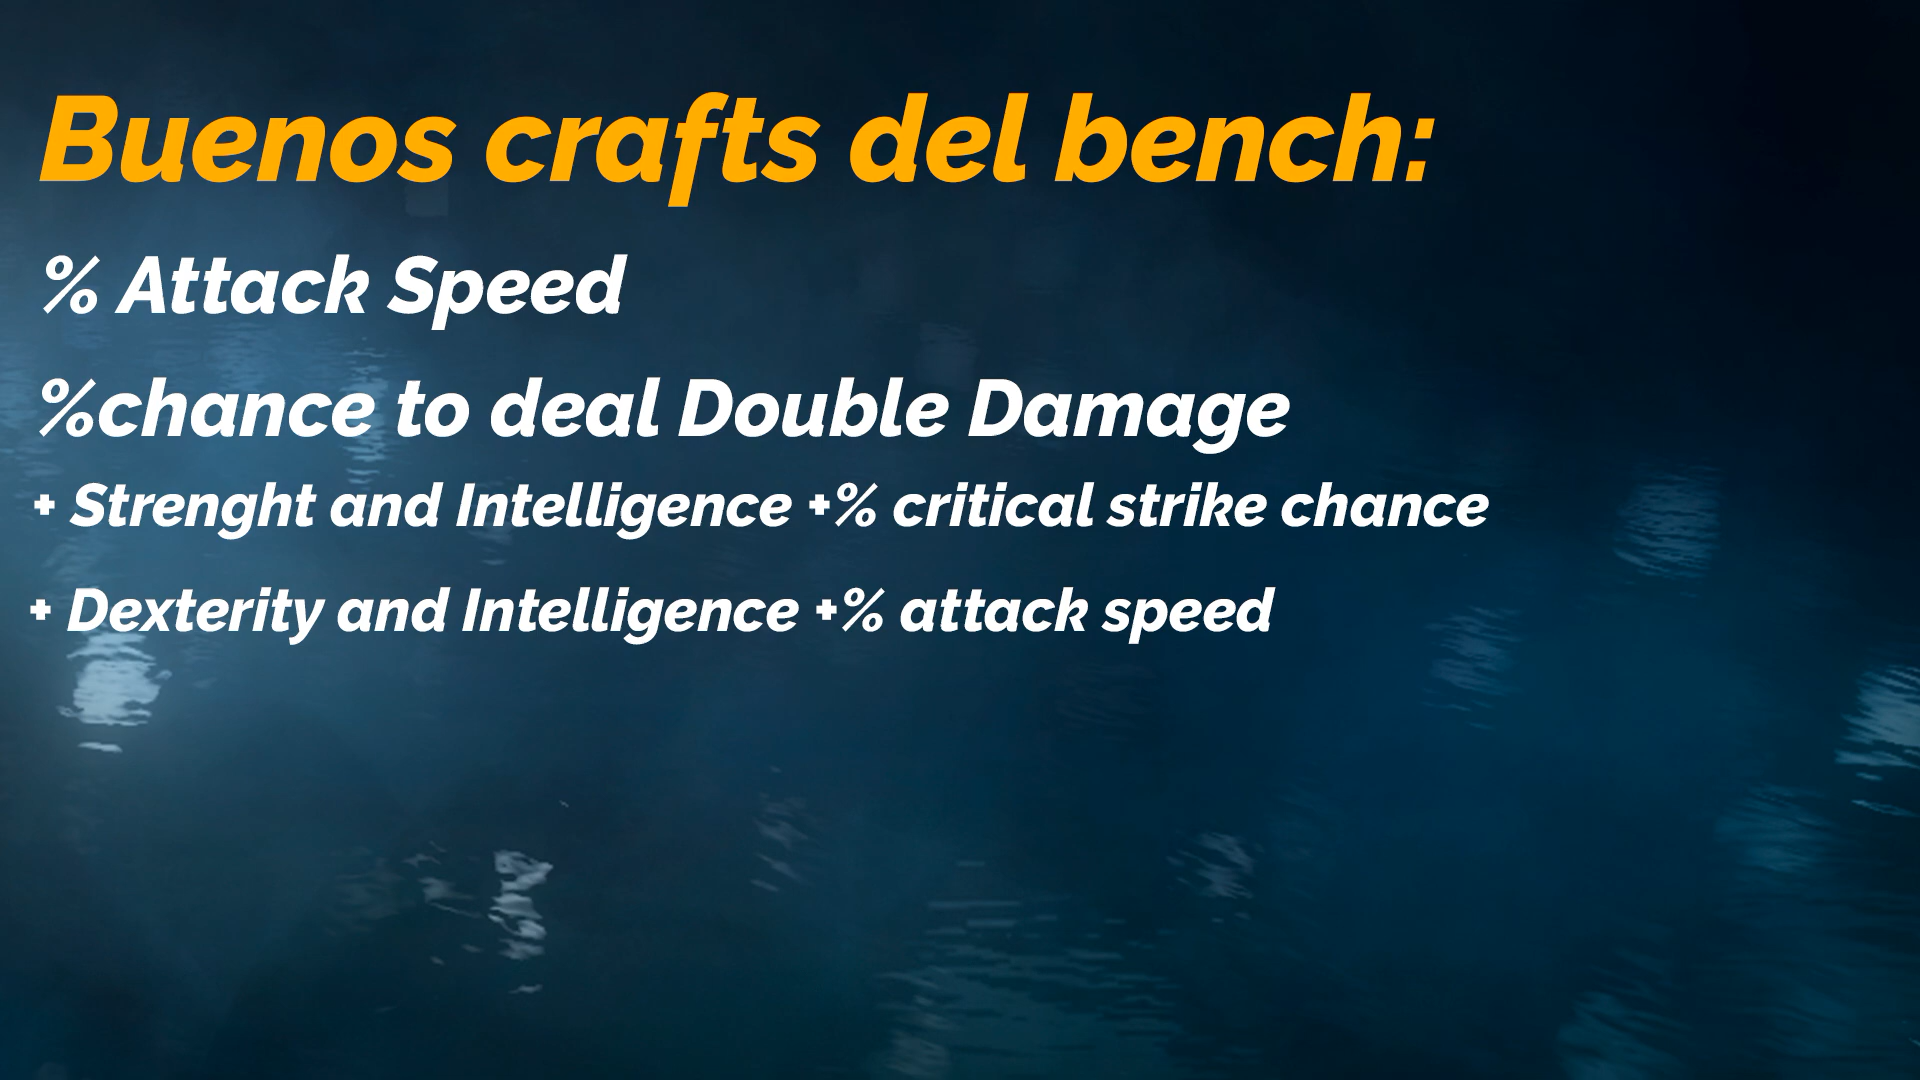 Buenos crafts del bench:
% Attack Speed
%chance to deal Double Damage
+ Strenght and Intelligence +% critical strike chance
+ Dexterity and Intelligence +% attack speed